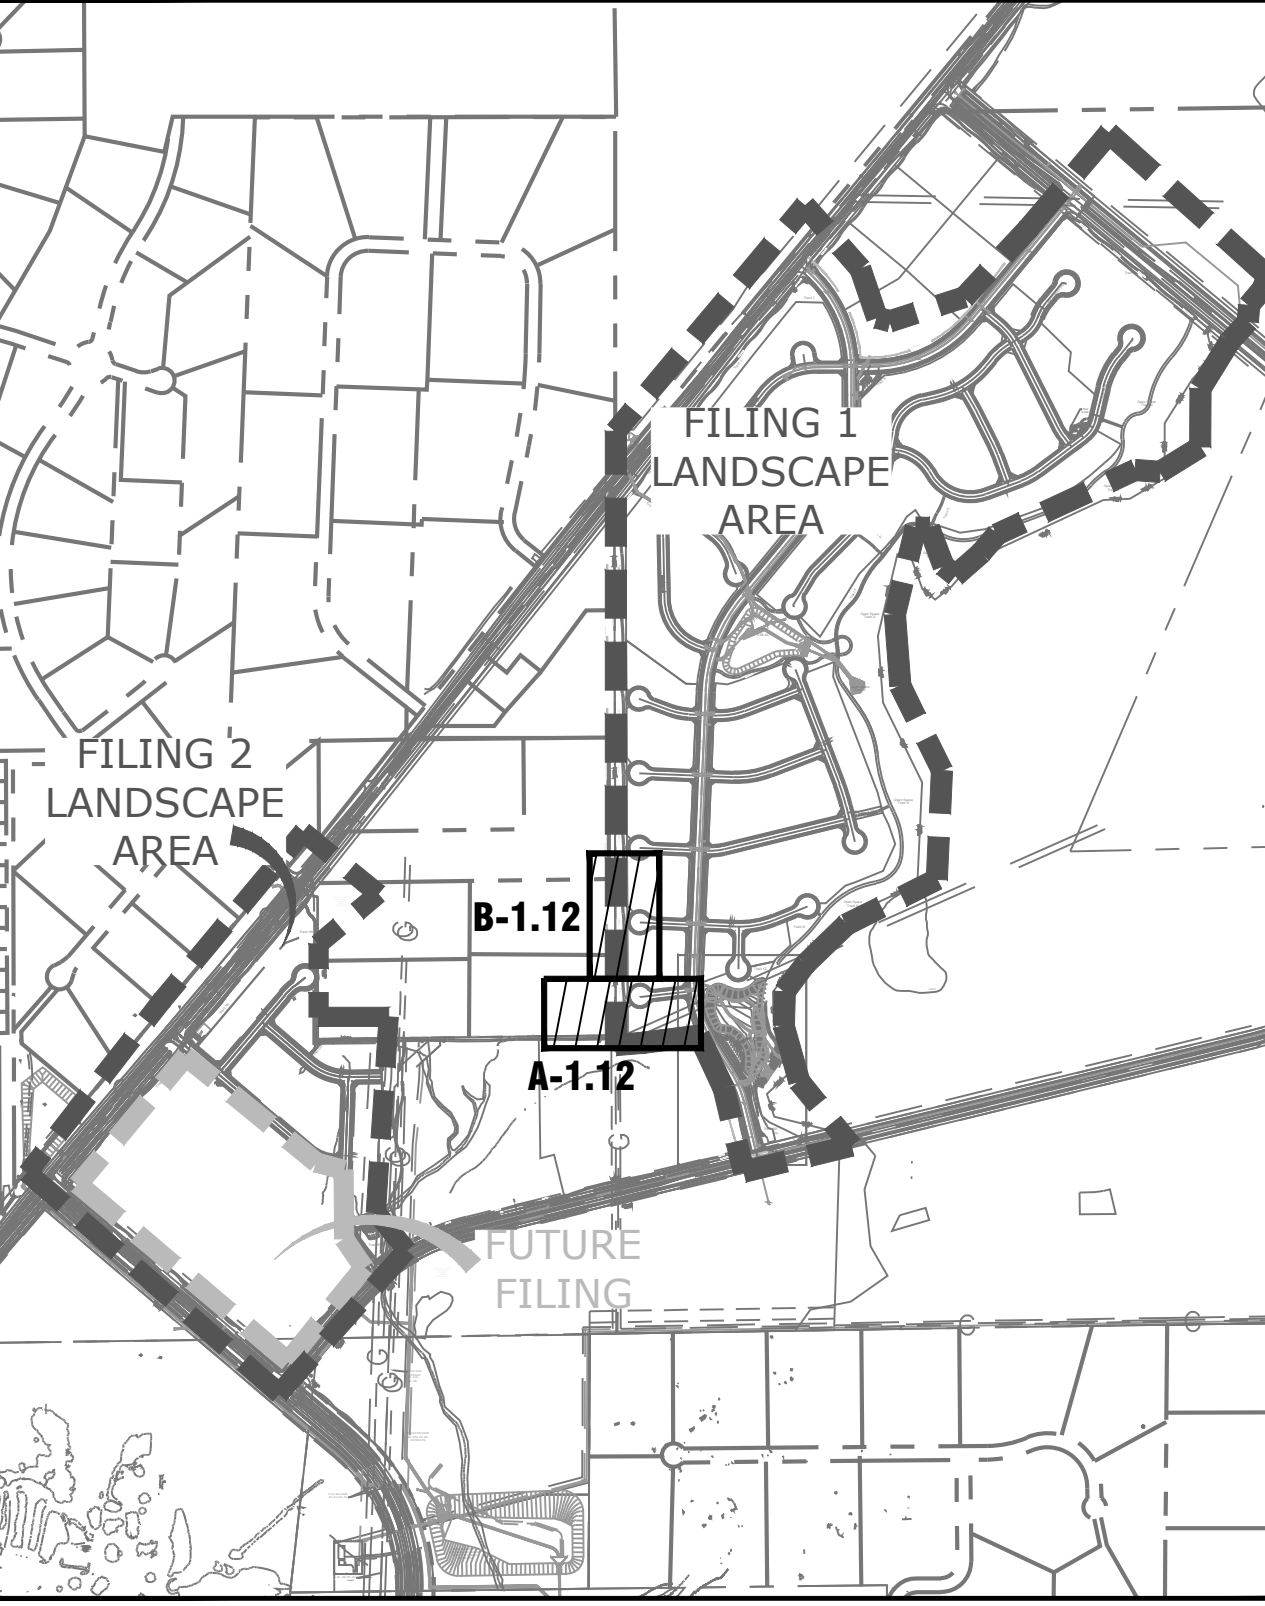 FILING 1
LANDSCAPE
AREA
FILING 2
LANDSCAPE
AREA
B-1.12
A-1.12
FUTURE
FILING
G
G
G
G
G
G
G